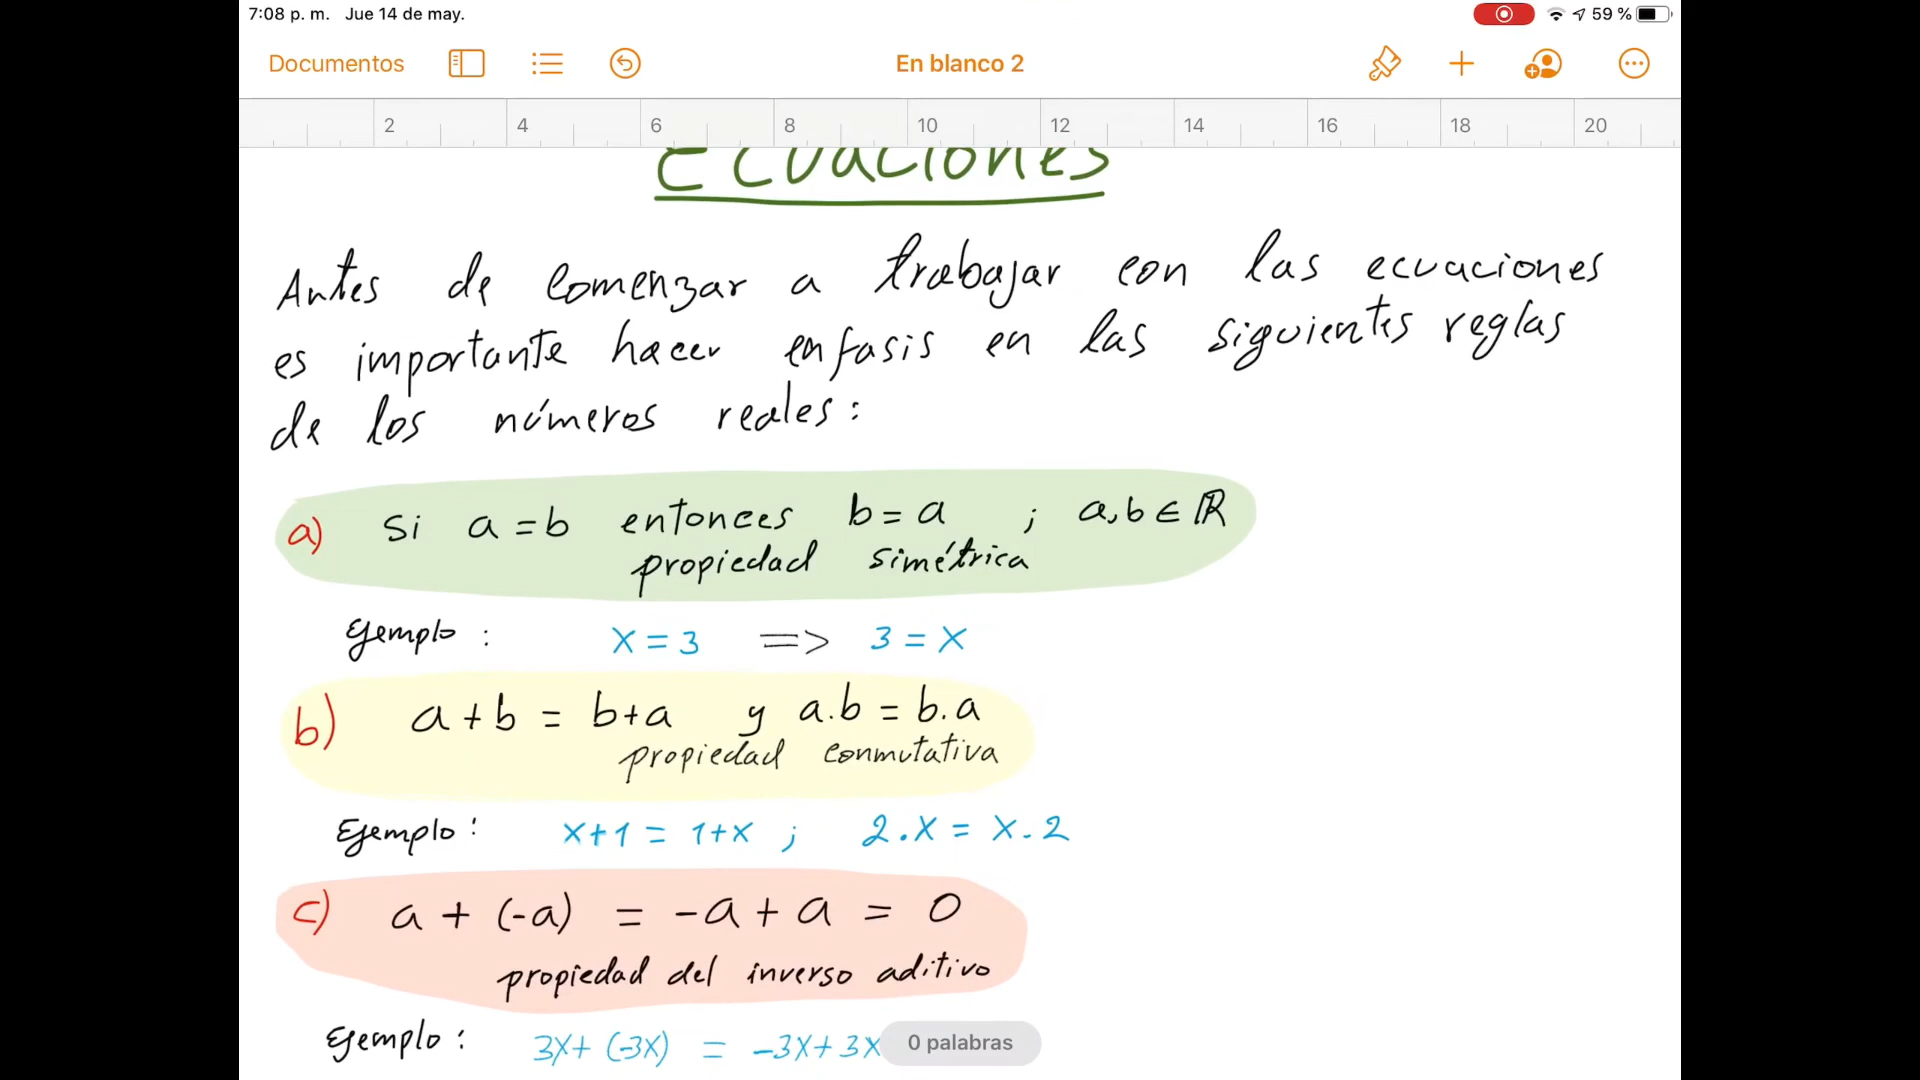 7:08 p. m. Jue 14 de may.
59 %
Documentos
En blanco 2
2 4 6 8 10 12 14 16 18 20
Ecuaciones
Antes de comenzar a trabajar con las ecuaciones
es importante hacer enfasis en las siguientes reglas
de los números reales:
a) Si a = b entonces b = a ; a,b ∈ ℝ
propiedad simétrica
Ejemplo : x = 3 => 3 = x
b) a + b = b + a y a.b = b.a
propiedad conmutativa
Ejemplo: x+1 = 1+x ; 2.x = x.2
c) a + (-a) = -a + a = 0
propiedad del inverso aditivo
Ejemplo: 3x+ (-3x) = -3x+3x
0 palabras